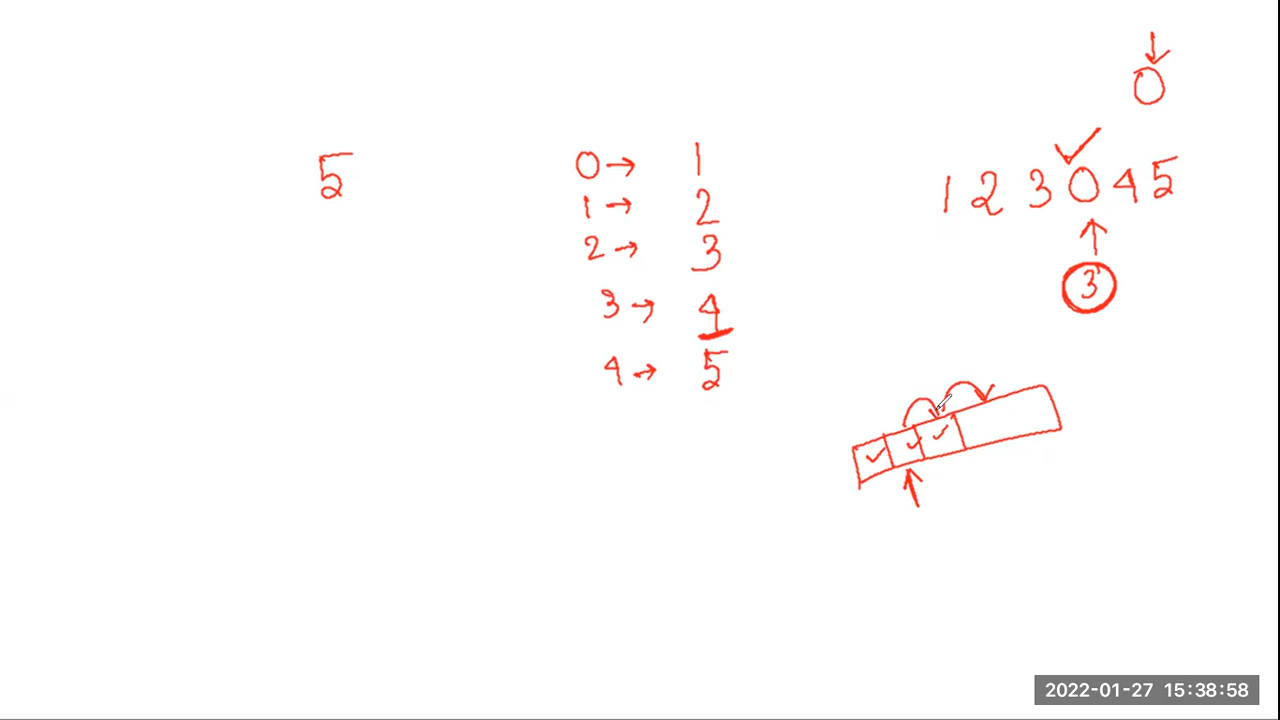 0
5
0 → 1
1 → 2
2 → 3
3 → 4
4 → 5
1 2 3 0 4 5
3
2022-01-27 15:38:58